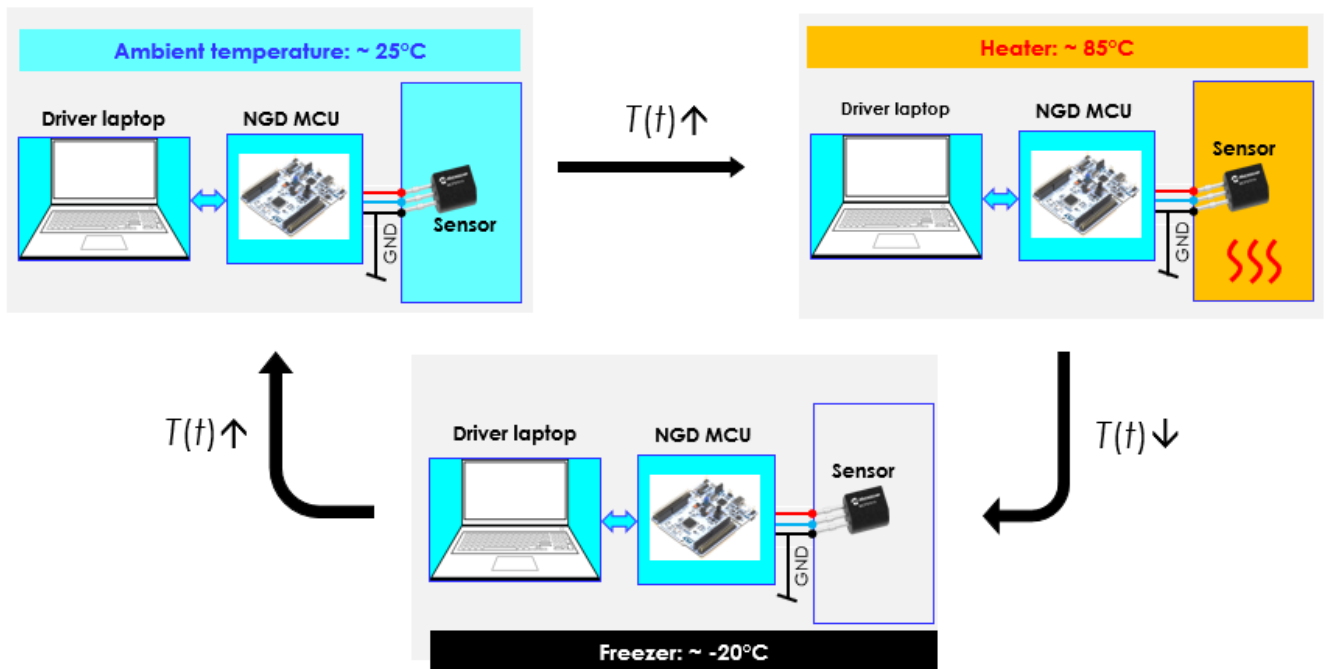 Ambient temperature: ~ 25°C
Driver laptop
NGD MCU
Sensor
GND
T(t)↑
Heater: ~ 85°C
Driver laptop
NGD MCU
Sensor
GND
T(t)↓
Driver laptop
NGD MCU
Sensor
GND
Freezer: ~ -20°C
T(t)↑